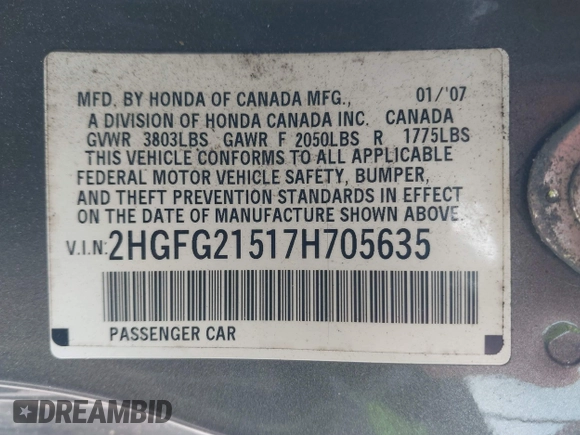 MFD. BY HONDA OF CANADA MFG., 01/'07
A DIVISION OF HONDA CANADA INC. CANADA
GVWR 3803LBS GAWR F 2050LBS R 1775LBS
THIS VEHICLE CONFORMS TO ALL APPLICABLE
FEDERAL MOTOR VEHICLE SAFETY, BUMPER,
AND THEFT PREVENTION STANDARDS IN EFFECT
ON THE DATE OF MANUFACTURE SHOWN ABOVE.
V.I.N: 2HGFG21517H705635
PASSENGER CAR
DREAMBID